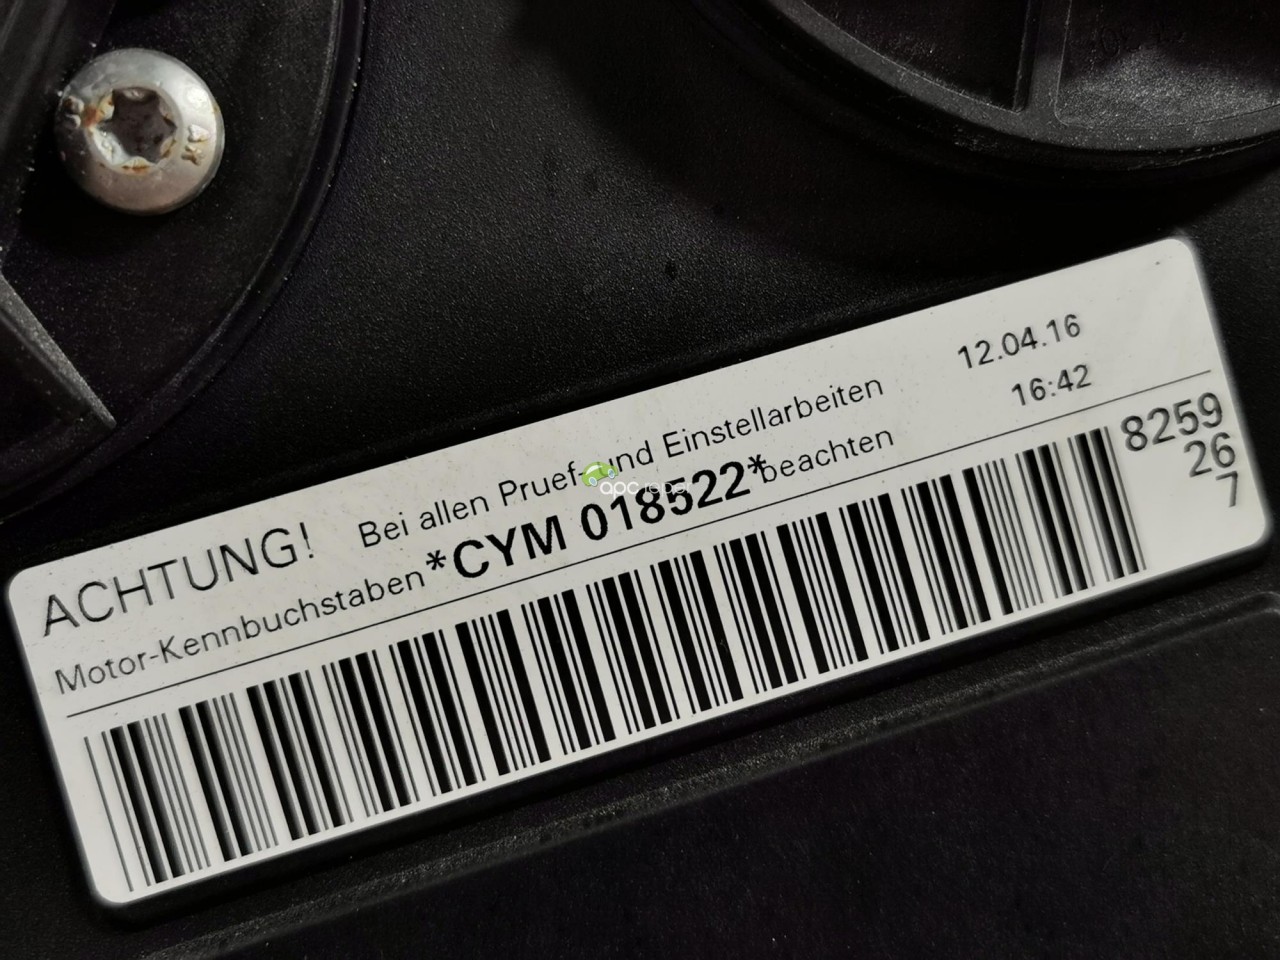 ACHTUNG! Bei allen Pruef- und Einstellarbeiten 12.04.16
Motor-Kennbuchstaben *CYM 018522* beachten 16:42
8259
26
7